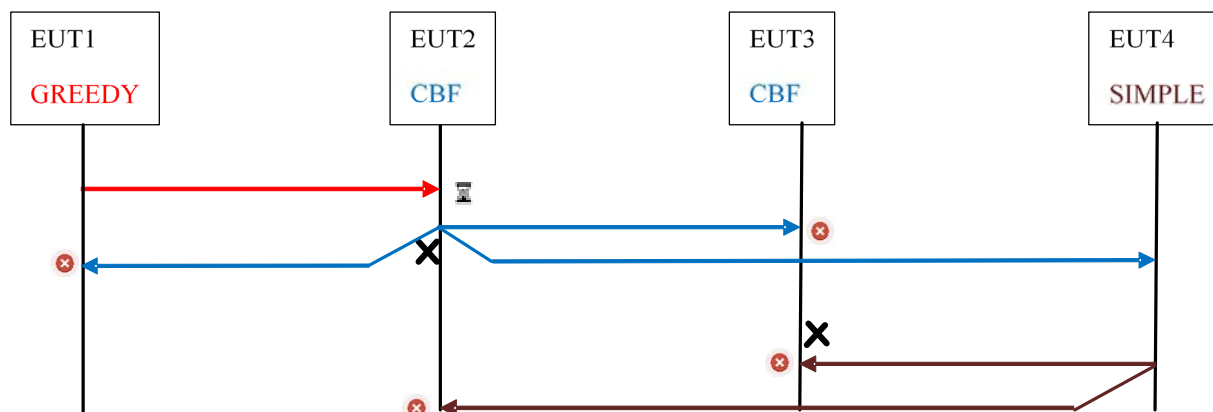 EUT1
GREEDY
EUT2
CBF
EUT3
CBF
EUT4
SIMPLE